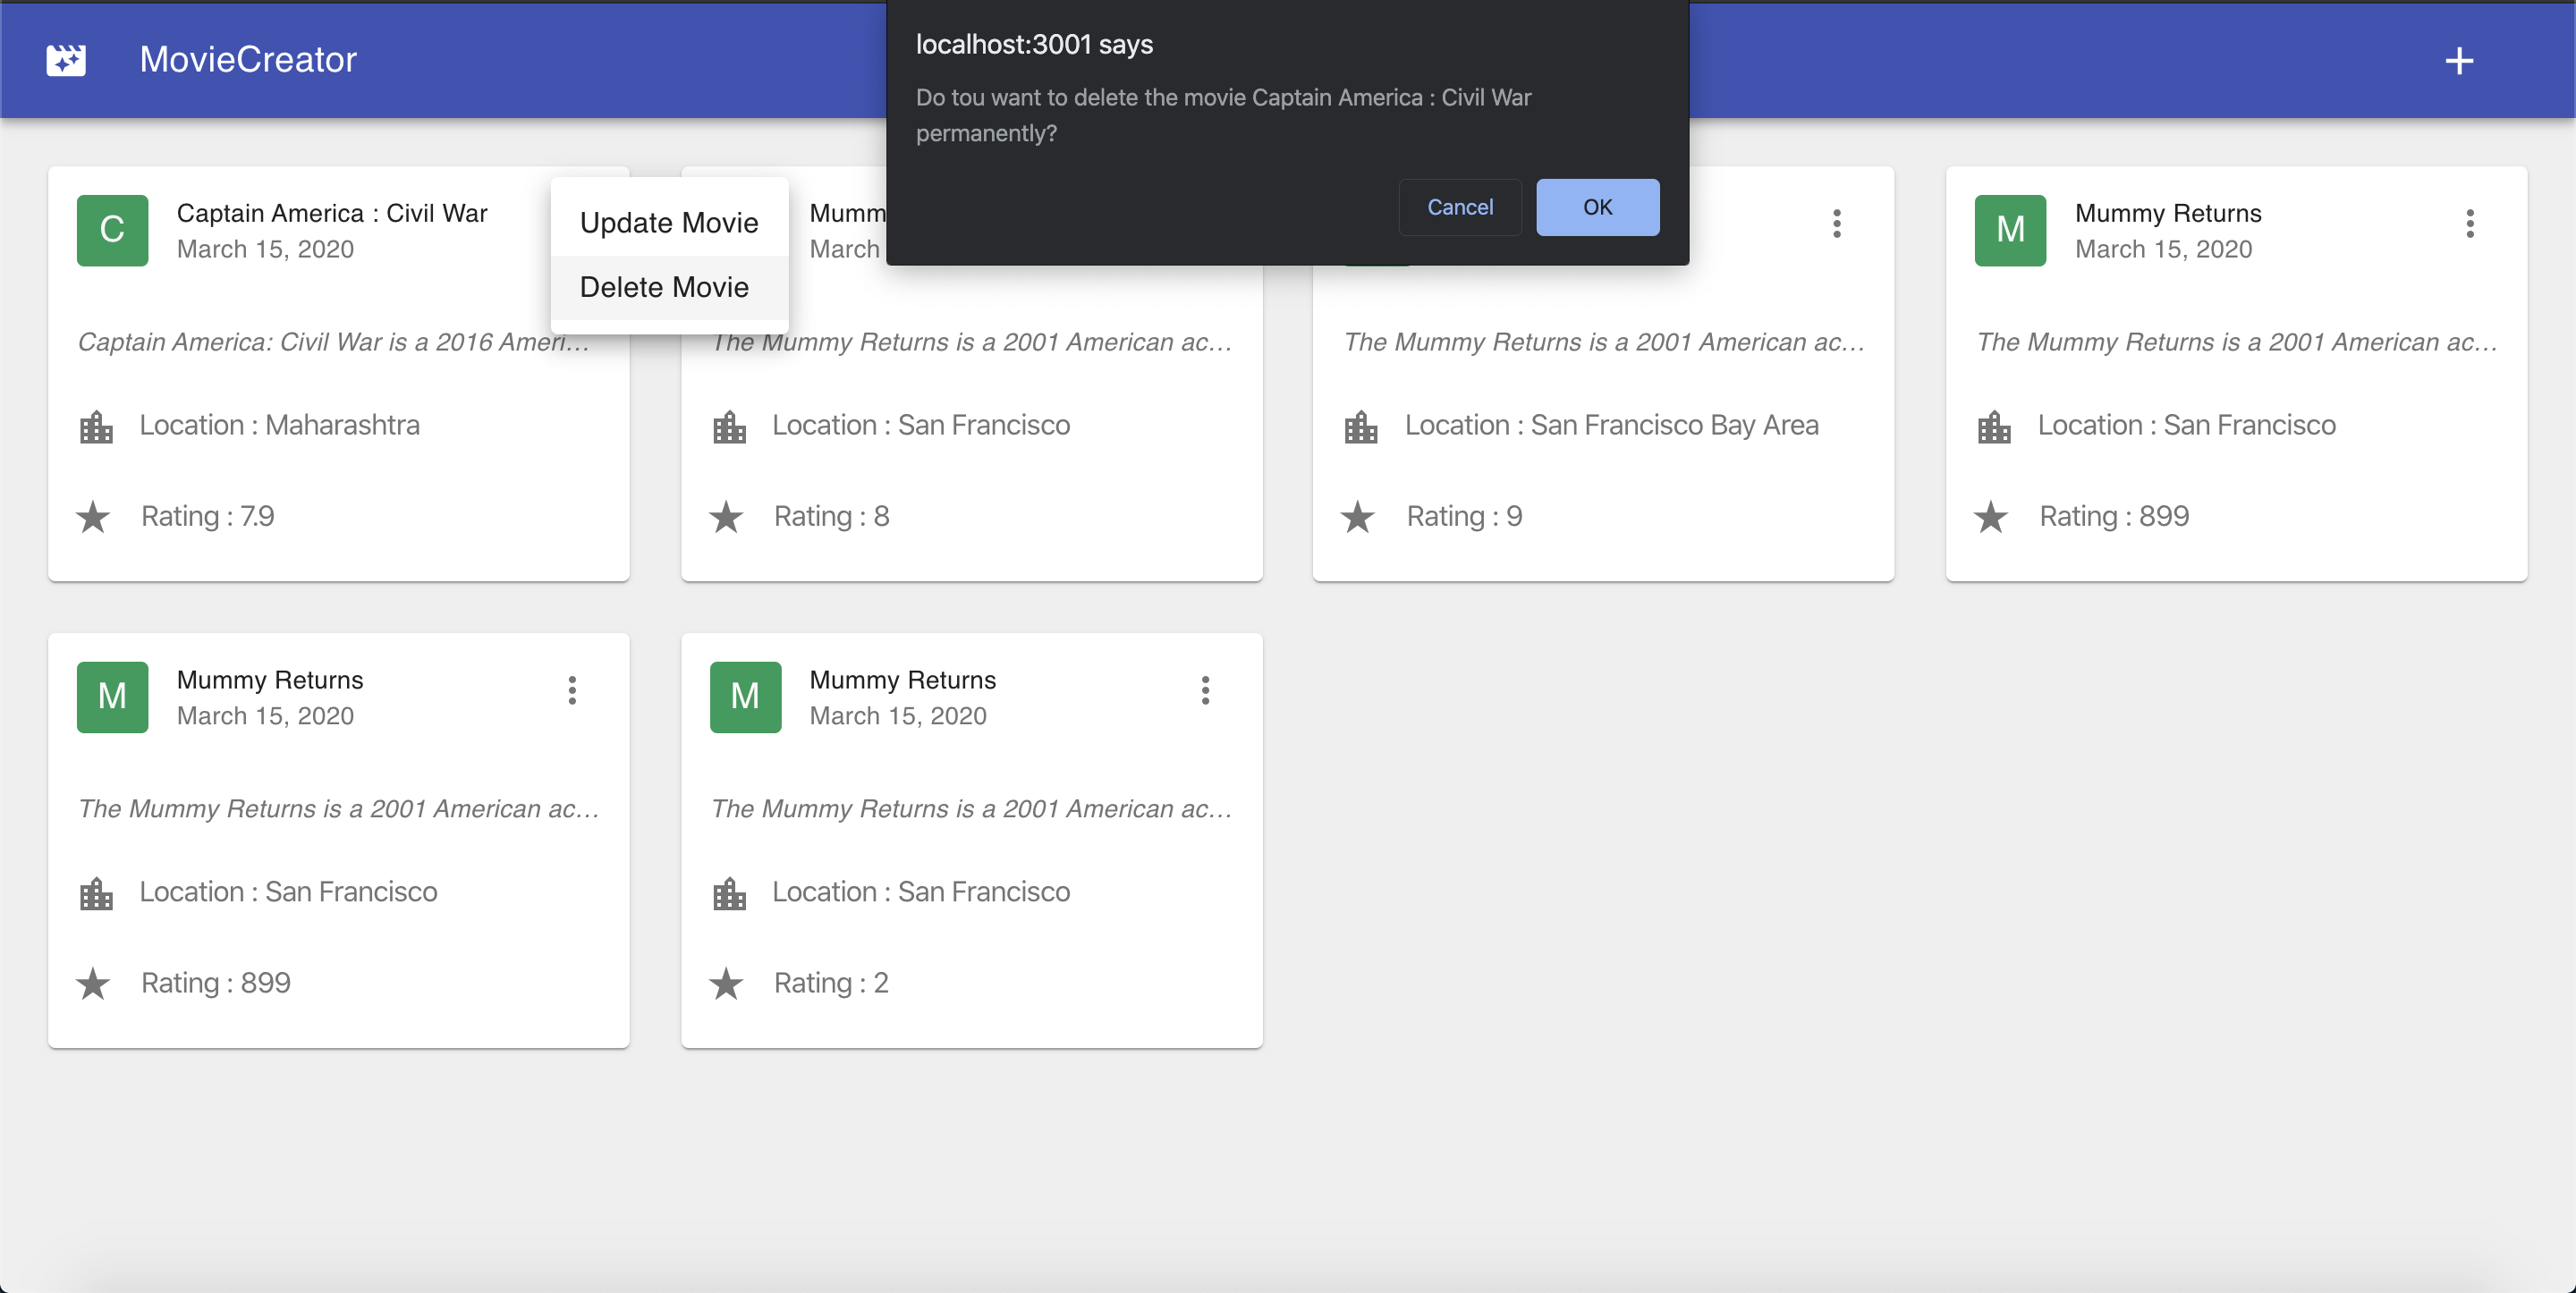 MovieCreator
localhost:3001 says
Do tou want to delete the movie Captain America : Civil War
permanently?
Cancel
OK
C
Captain America : Civil War
March 15, 2020
Update Movie
Delete Movie
Captain America: Civil War is a 2016 Ameri...
Location : Maharashtra
Rating : 7.9
March
The Mummy Returns is a 2001 American ac...
Location : San Francisco
Rating : 8
The Mummy Returns is a 2001 American ac...
Location : San Francisco Bay Area
Rating : 9
M
Mummy Returns
March 15, 2020
The Mummy Returns is a 2001 American ac...
Location : San Francisco
Rating : 899
M
Mummy Returns
March 15, 2020
The Mummy Returns is a 2001 American ac...
Location : San Francisco
Rating : 899
M
Mummy Returns
March 15, 2020
The Mummy Returns is a 2001 American ac...
Location : San Francisco
Rating : 2